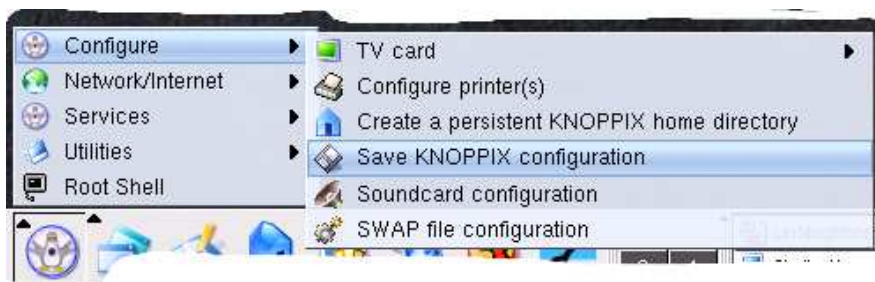 Configure
Network/Internet
Services
Utilities
Root Shell
TV card
Configure printer(s)
Create a persistent KNOPPIX home directory
Save KNOPPIX configuration
Soundcard configuration
SWAP file configuration